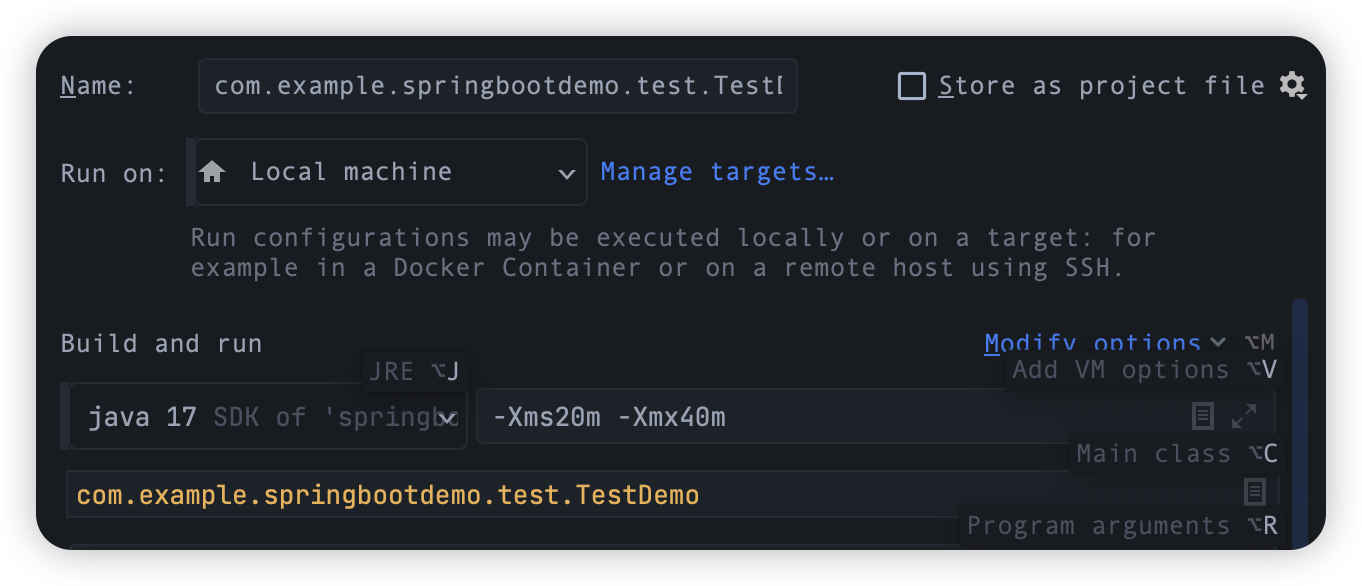 Name: com.example.springbootdemo.test.Test Store as project file
Run on: Local machine Manage targets…
Run configurations may be executed locally or on a target: for
example in a Docker Container or on a remote host using SSH.
Build and run Modify options ⌥M
JRE ⌥J Add VM options ⌥V
java 17 SDK of 'springbo -Xms20m -Xmx40m
Main class ⌥C
com.example.springbootdemo.test.TestDemo
Program arguments ⌥R